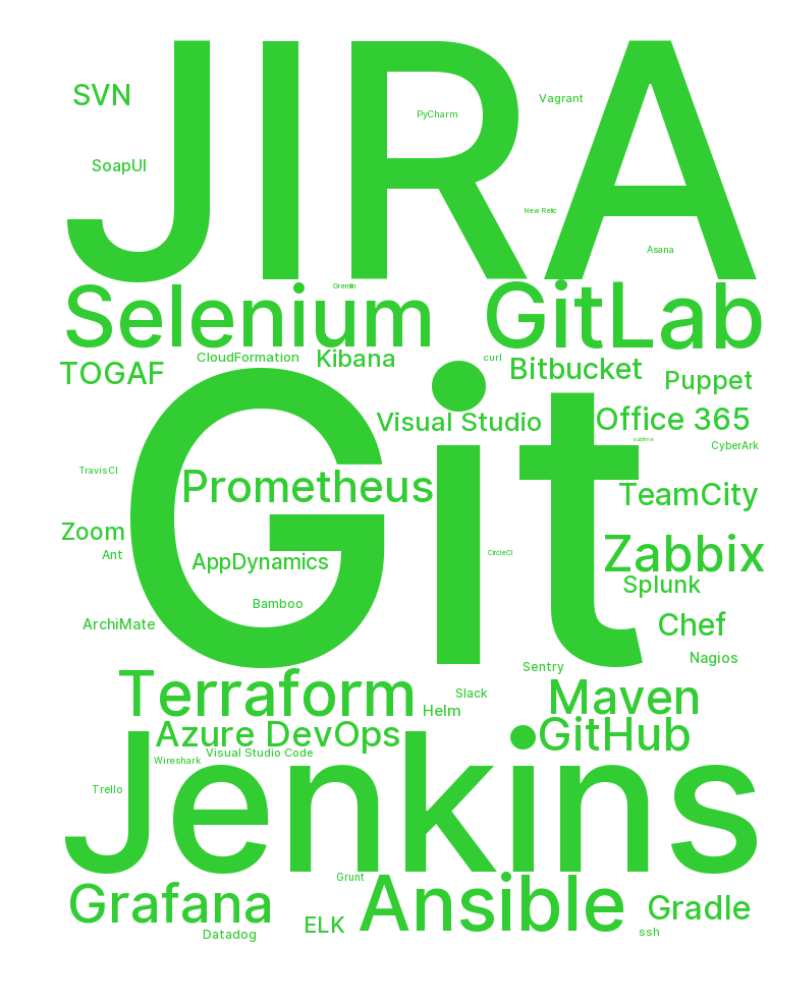 JIRA
SVN
PyCharm
Vagrant
SoapUI
New Relic
Asana
Gremlin
Selenium
GitLab
CloudFormation
Kibana
curl
Bitbucket
TOGAF
Puppet
Git
Visual Studio
Office 365
sublime
CyberArk
TravisCI
Prometheus
TeamCity
Zoom
Ant
AppDynamics
CircleCI
Zabbix
Splunk
Bamboo
ArchiMate
Chef
Nagios
Sentry
Terraform
Slack
Helm
Maven
Azure DevOps
GitHub
Visual Studio Code
Wireshark
Jenkins
Trello
Grunt
Grafana
Ansible
Gradle
ELK
Datadog
ssh